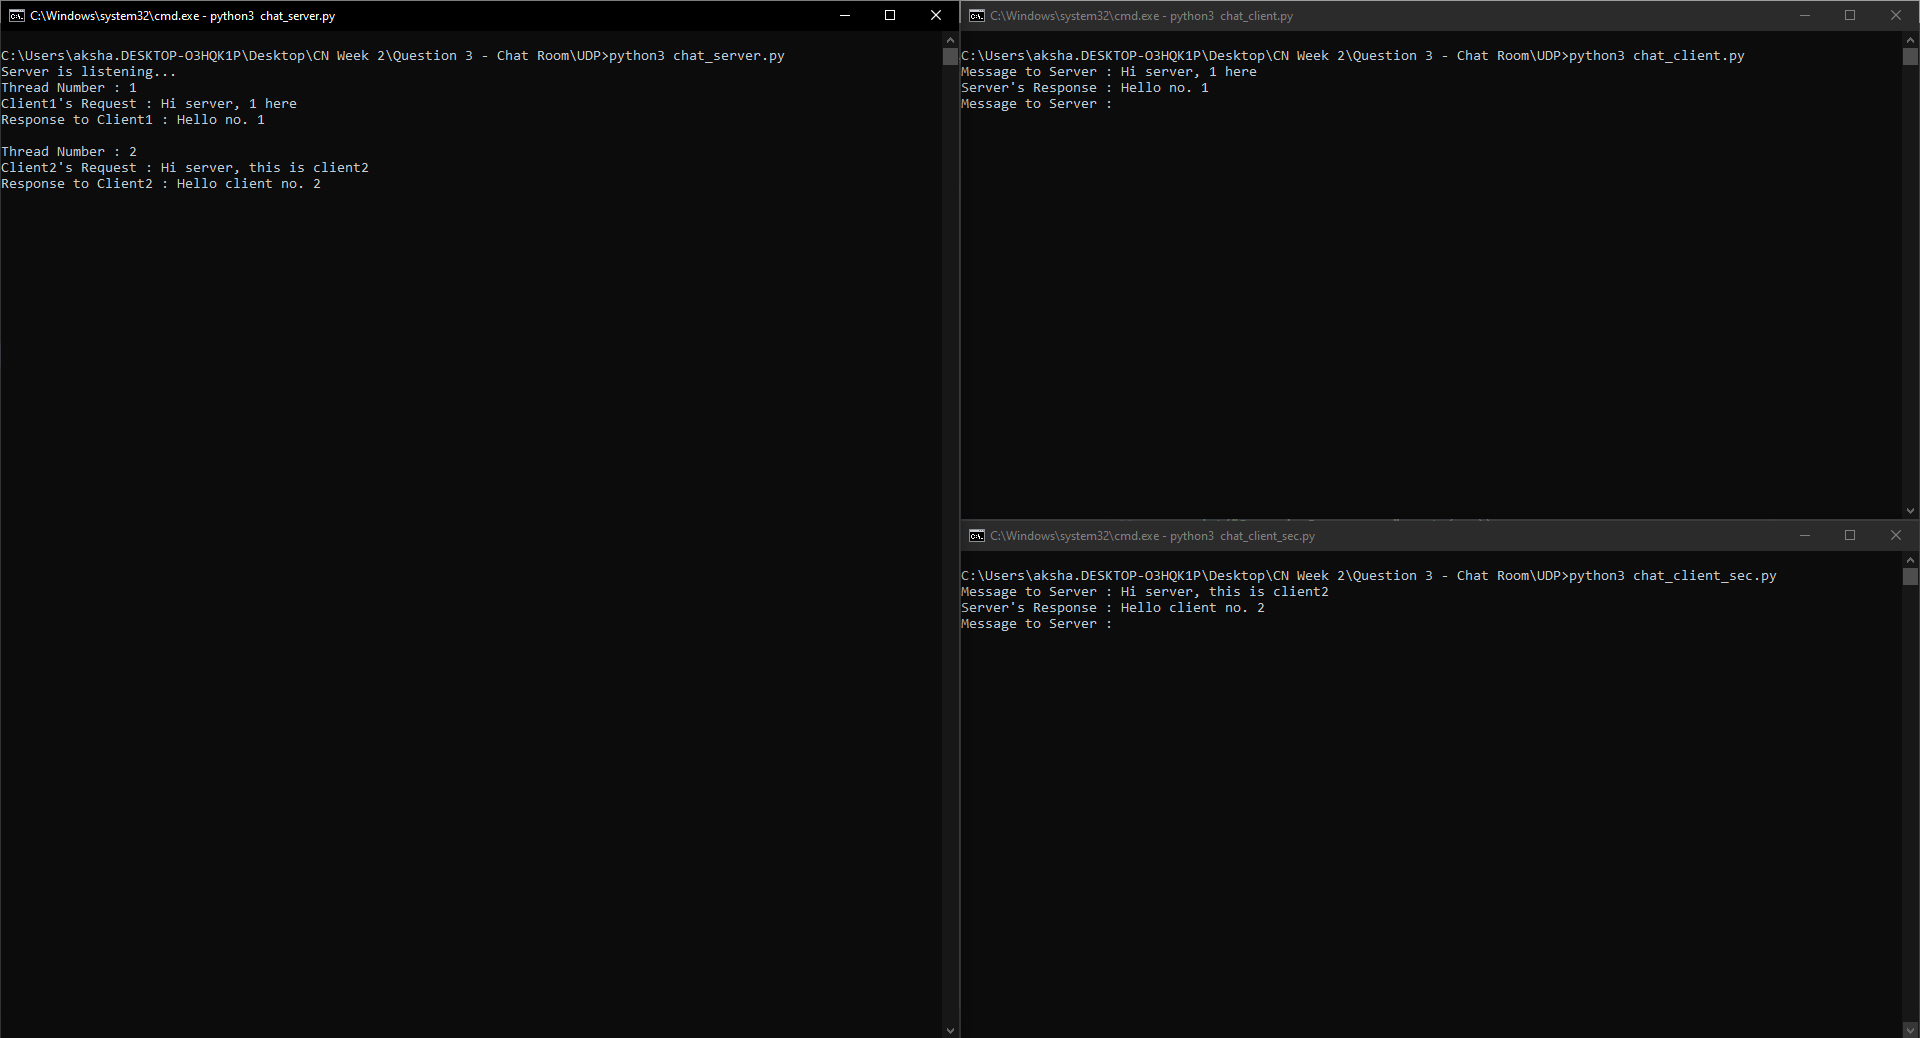 C:\Windows\system32\cmd.exe - python3  chat_server.py
C:\Users\aksha.DESKTOP-O3HQK1P\Desktop\CN Week 2\Question 3 - Chat Room\UDP>python3 chat_server.py
Server is listening...
Thread Number : 1
Client1's Request : Hi server, 1 here
Response to Client1 : Hello no. 1
Thread Number : 2
Client2's Request : Hi server, this is client2
Response to Client2 : Hello client no. 2
C:\Windows\system32\cmd.exe - python3  chat_client.py
C:\Users\aksha.DESKTOP-O3HQK1P\Desktop\CN Week 2\Question 3 - Chat Room\UDP>python3 chat_client.py
Message to Server : Hi server, 1 here
Server's Response : Hello no. 1
Message to Server :
C:\Windows\system32\cmd.exe - python3  chat_client_sec.py
C:\Users\aksha.DESKTOP-O3HQK1P\Desktop\CN Week 2\Question 3 - Chat Room\UDP>python3 chat_client_sec.py
Message to Server : Hi server, this is client2
Server's Response : Hello client no. 2
Message to Server :